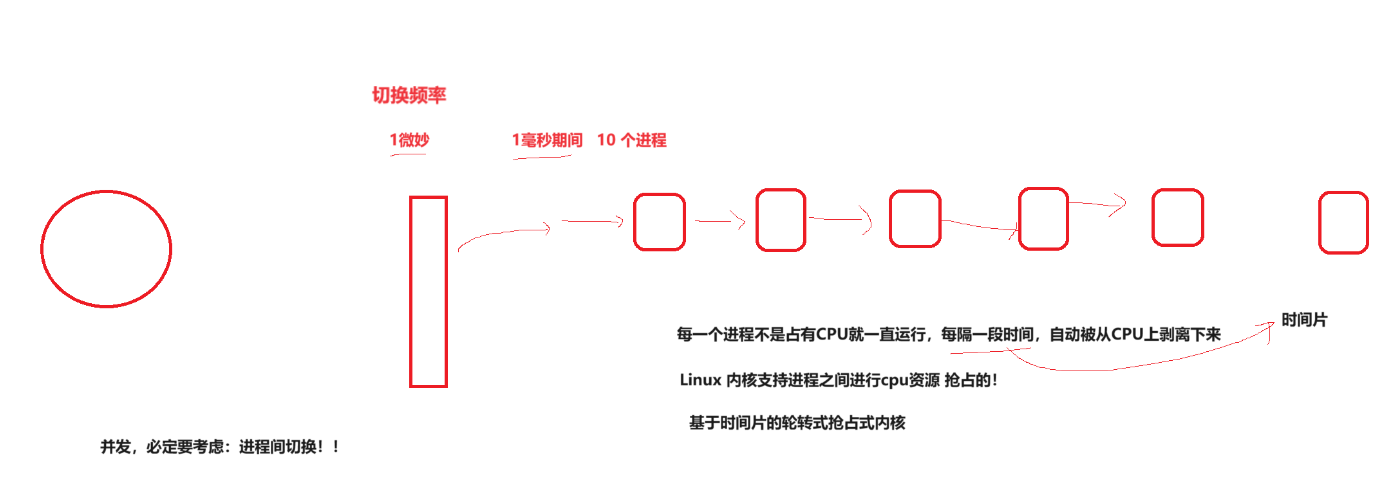 切换频率
1微妙
1毫秒期间 10 个进程
每一个进程不是占有CPU就一直运行，每隔一段时间，自动被从CPU上剥离下来
时间片
Linux 内核支持进程之间进行cpu资源 抢占的！
基于时间片的轮转式抢占式内核
并发，必定要考虑：进程间切换！！